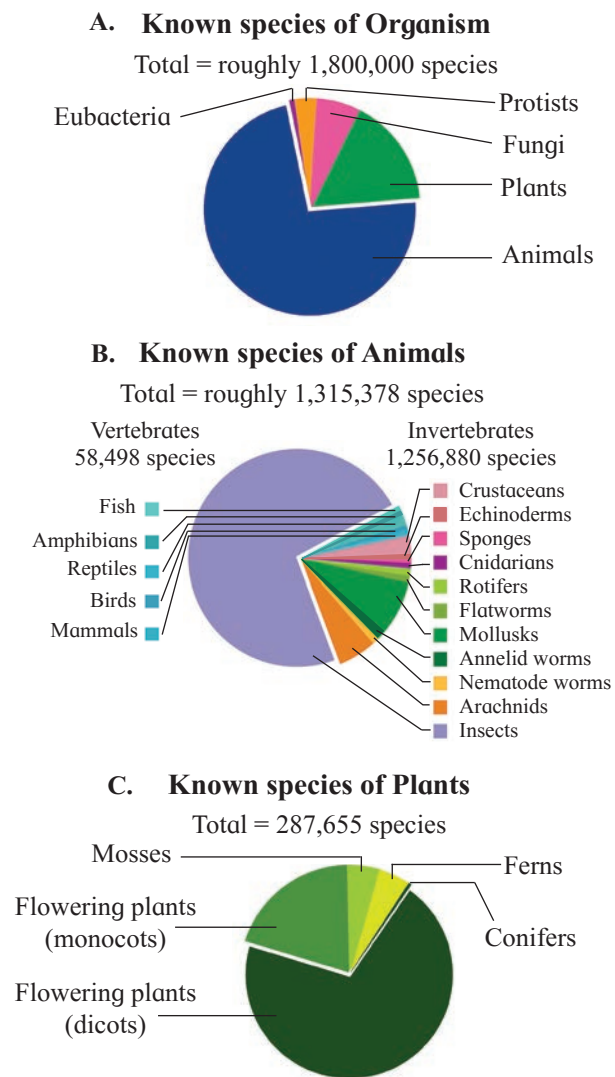 A. Known species of Organism
Total = roughly 1,800,000 species
Eubacteria
Protists
Fungi
Plants
Animals
B. Known species of Animals
Total = roughly 1,315,378 species
Vertebrates
58,498 species
Fish
Amphibians
Reptiles
Birds
Mammals
Invertebrates
1,256,880 species
Crustaceans
Echinoderms
Sponges
Cnidarians
Rotifers
Flatworms
Mollusks
Annelid worms
Nematode worms
Arachnids
Insects
C. Known species of Plants
Total = 287,655 species
Mosses
Ferns
Flowering plants
(monocots)
Conifers
Flowering plants
(dicots)